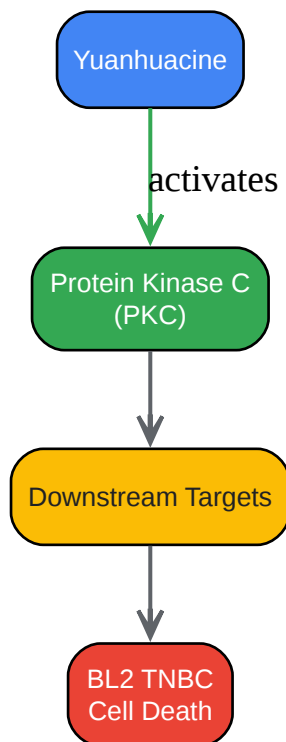 Yuanhuacine
activates
Protein Kinase C
(PKC)
Downstream Targets
BL2 TNBC
Cell Death